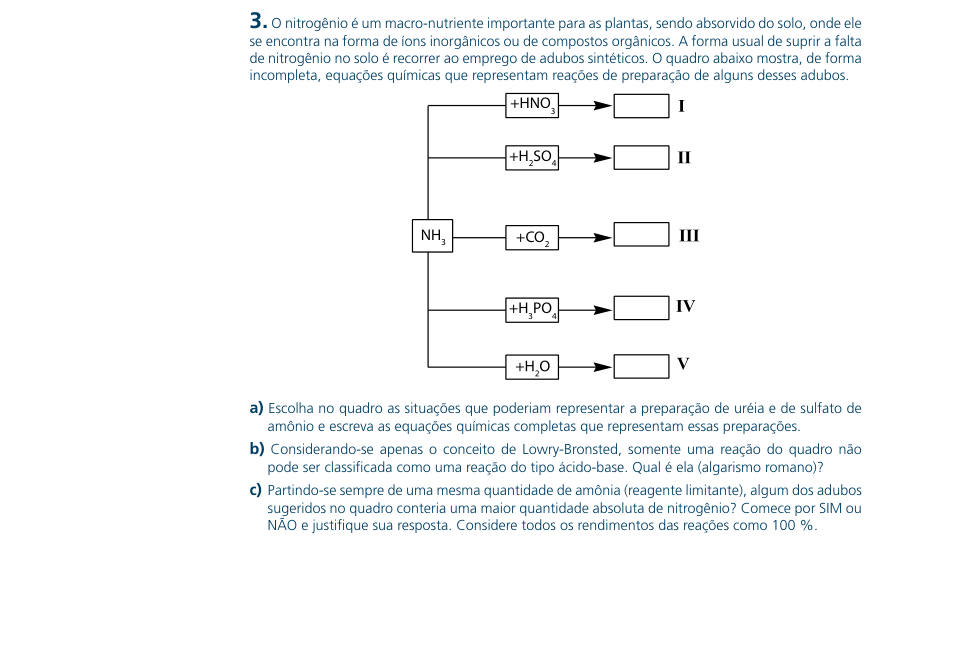 3. O nitrogênio é um macro-nutriente importante para as plantas, sendo absorvido do solo, onde ele
se encontra na forma de íons inorgânicos ou de compostos orgânicos. A forma usual de suprir a falta
de nitrogênio no solo é recorrer ao emprego de adubos sintéticos. O quadro abaixo mostra, de forma
incompleta, equações químicas que representam reações de preparação de alguns desses adubos.
+HNO3 I
+H2SO4 II
NH3 +CO2 III
+H3PO4 IV
+H2O V
a) Escolha no quadro as situações que poderiam representar a preparação de uréia e de sulfato de
amônio e escreva as equações químicas completas que representam essas preparações.
b) Considerando-se apenas o conceito de Lowry-Bronsted, somente uma reação do quadro não
pode ser classificada como uma reação do tipo ácido-base. Qual é ela (algarismo romano)?
c) Partindo-se sempre de uma mesma quantidade de amônia (reagente limitante), algum dos adubos
sugeridos no quadro conteria uma maior quantidade absoluta de nitrogênio? Comece por SIM ou
NÃO e justifique sua resposta. Considere todos os rendimentos das reações como 100 %.